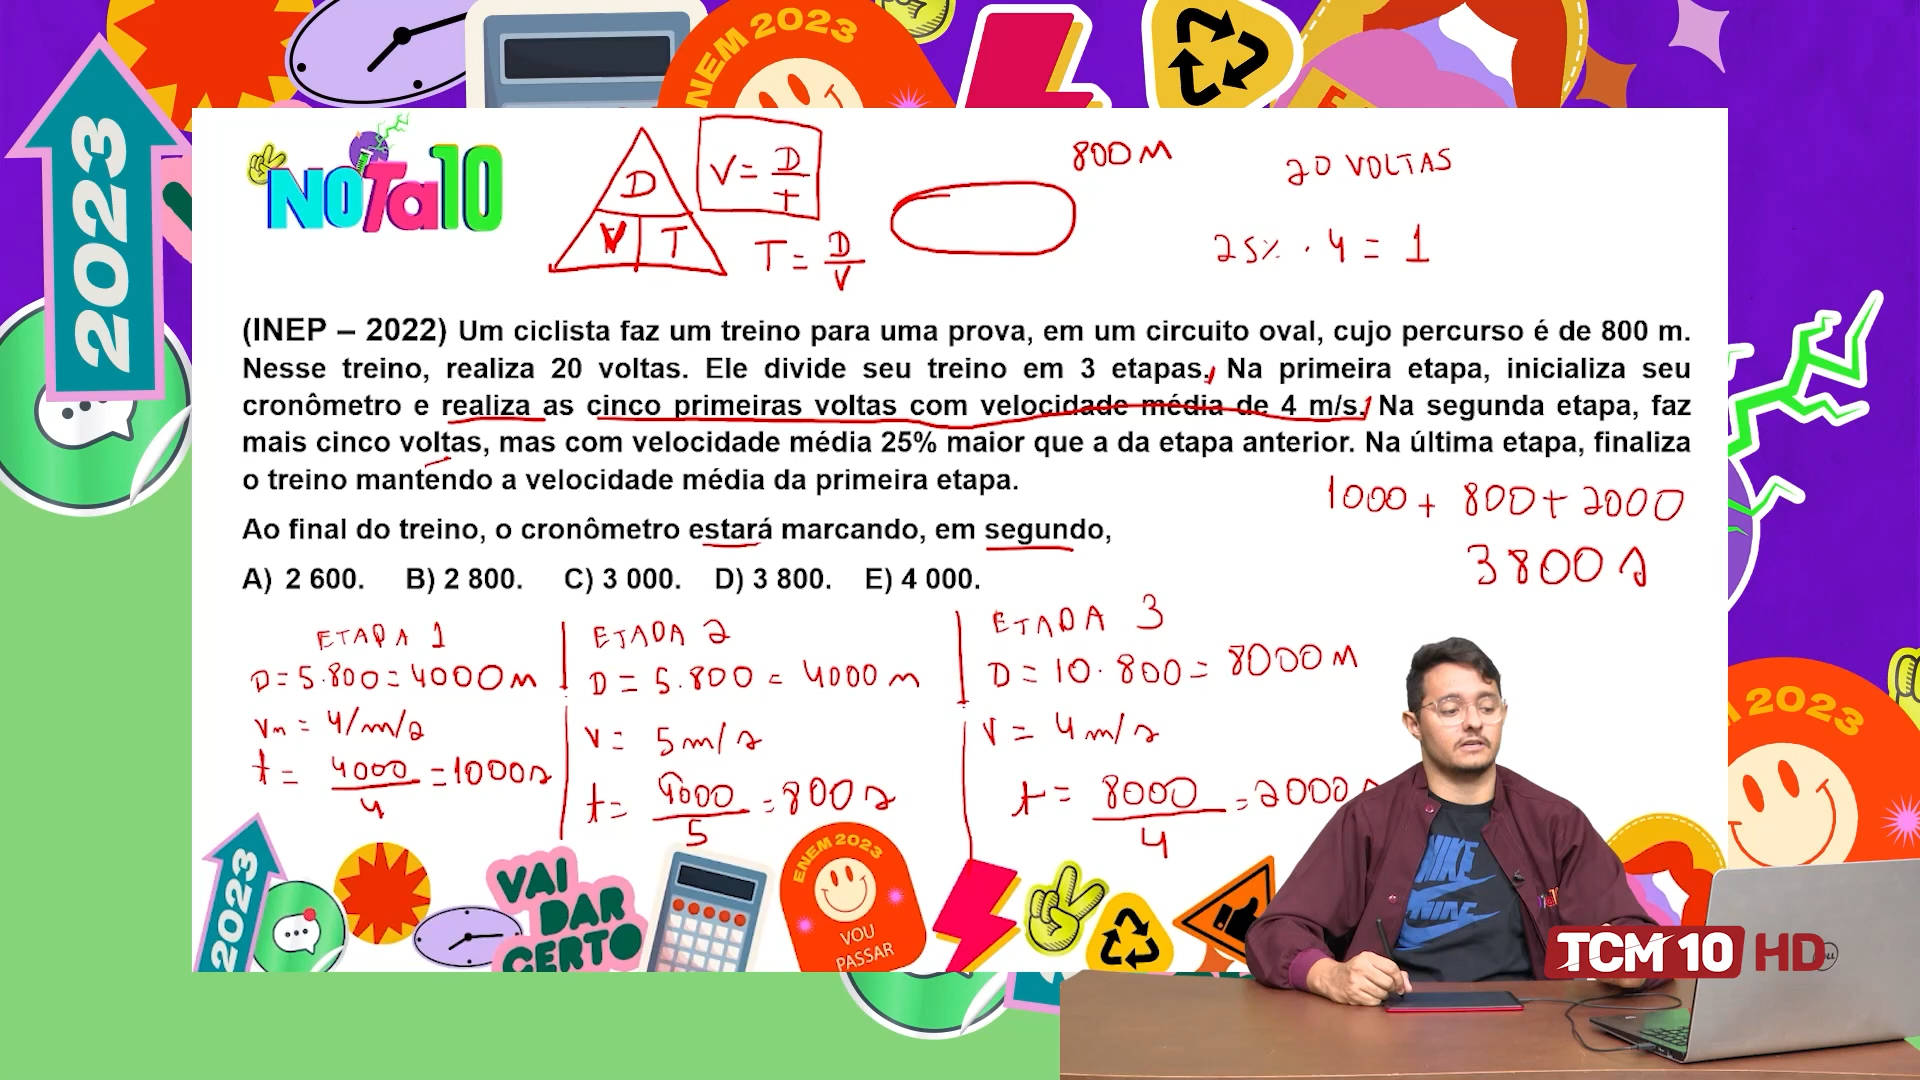 ENEM 2023
2023
NOTa10
D
V T
V = D/t
T = D/V
800 M
20 VOLTAS
25% . 4 = 1
(INEP – 2022) Um ciclista faz um treino para uma prova, em um circuito oval, cujo percurso é de 800 m.
Nesse treino, realiza 20 voltas. Ele divide seu treino em 3 etapas. Na primeira etapa, inicializa seu
cronômetro e realiza as cinco primeiras voltas com velocidade média de 4 m/s. Na segunda etapa, faz
mais cinco voltas, mas com velocidade média 25% maior que a da etapa anterior. Na última etapa, finaliza
o treino mantendo a velocidade média da primeira etapa.
1000 + 800 + 2000
Ao final do treino, o cronômetro estará marcando, em segundo,
3800 s
A) 2 600. B) 2 800. C) 3 000. D) 3 800. E) 4 000.
ETAPA 1
D = 5.800 = 4000 m
Vm = 4/m/s
t = 4000/4 = 1000 s
ETAPA 2
D = 5.800 = 4000 m
V = 5 m/s
t = 4000/5 = 800 s
ETAPA 3
D = 10.800 = 8000 M
V = 4 m/s
t = 8000/4 = 2000
2023
VAI
DAR
CERTO
ENEM 2023
VOU
PASSAR
2023
NIKE
TCM 10 HD